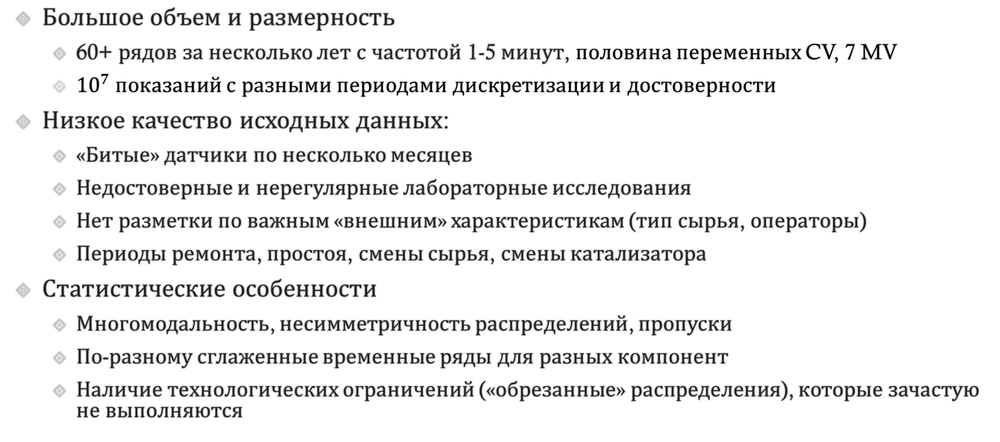 Большое объем и размерность
60+ рядов за несколько лет с частотой 1-5 минут, половина переменных CV, 7 MV
10⁷ показаний с разными периодами дискретизации и достоверности
Низкое качество исходных данных:
«Битые» датчики по несколько месяцев
Недостоверные и нерегулярные лабораторные исследования
Нет разметки по важным «внешним» характеристикам (тип сырья, операторы)
Периоды ремонта, простоя, смены сырья, смены катализатора
Статистические особенности
Многомодальность, несимметричность распределений, пропуски
По-разному сглаженные временные ряды для разных компонент
Наличие технологических ограничений («обрезанные» распределения), которые зачастую
не выполняются